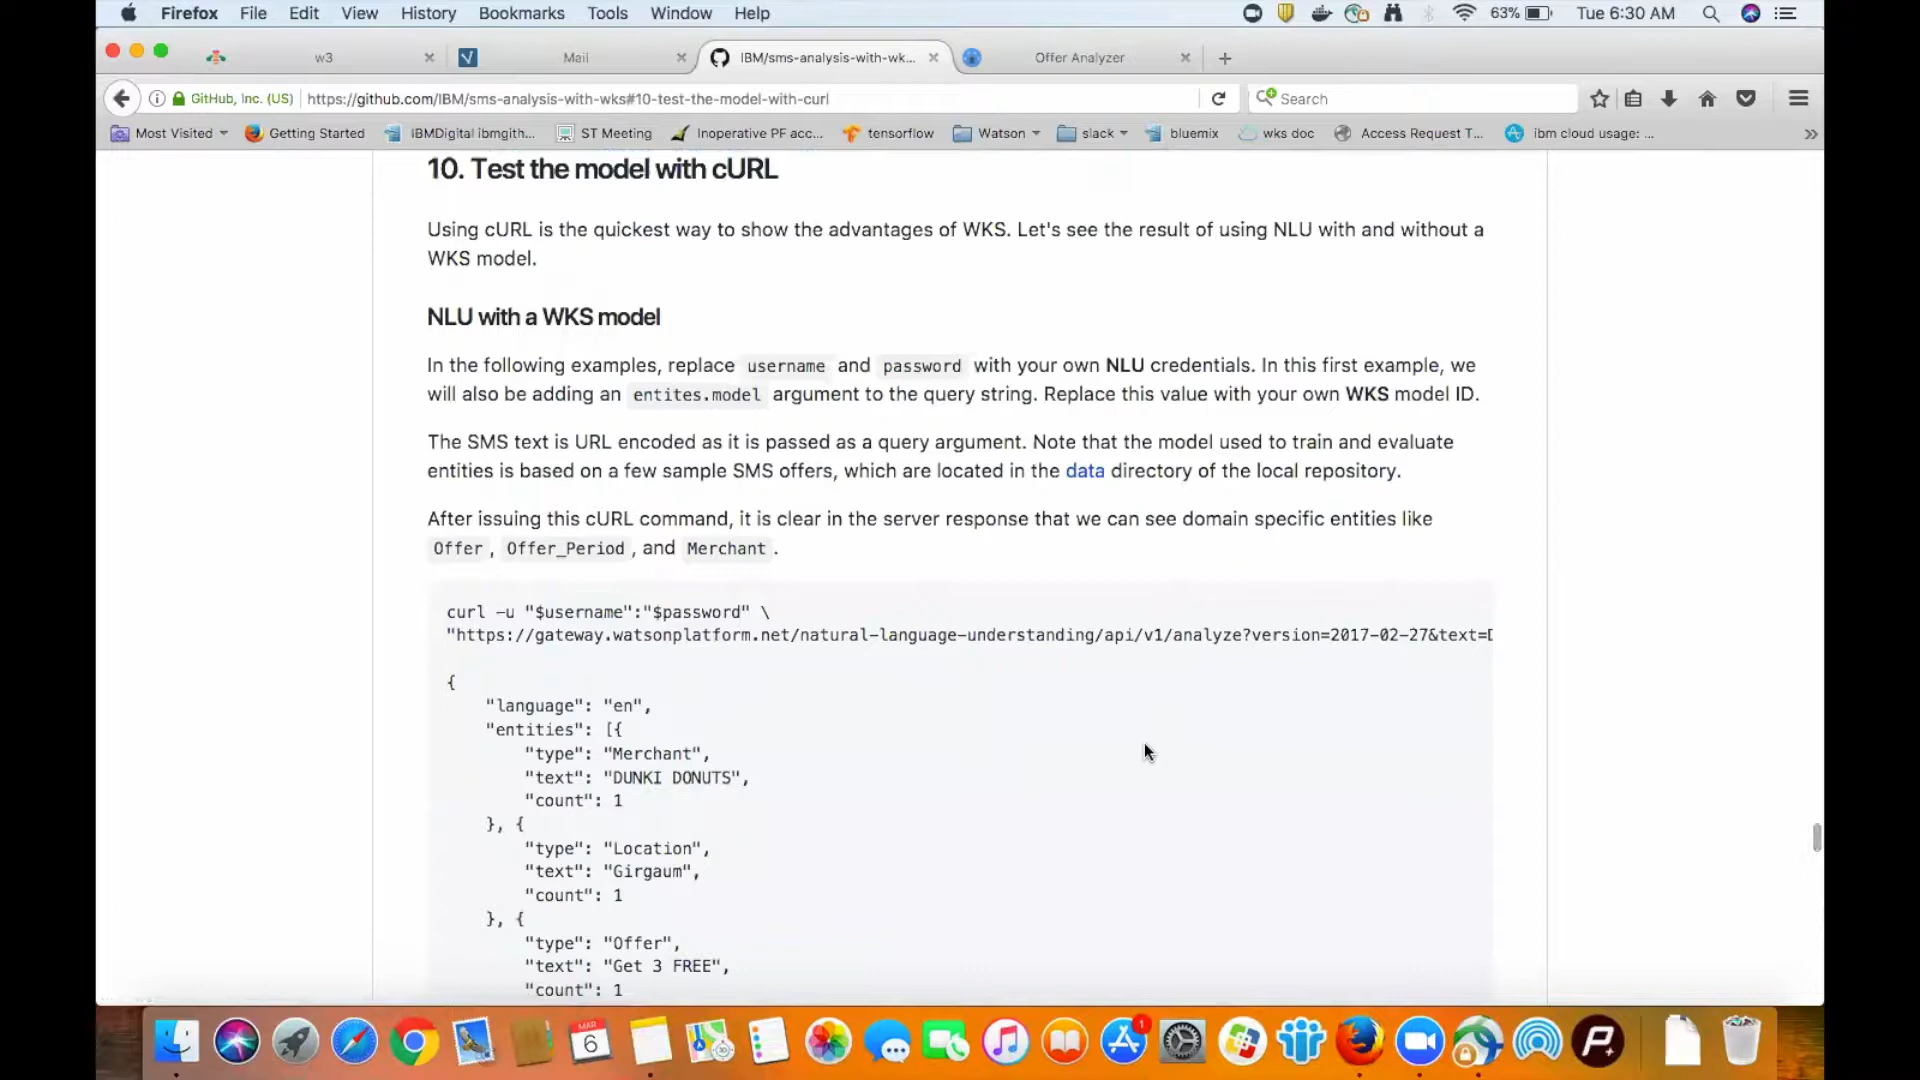 Firefox File Edit View History Bookmarks Tools Window Help 63% Tue 6:30 AM
w3 Mail IBM/sms-analysis-with-wk... Offer Analyzer
GitHub, Inc. (US) https://github.com/IBM/sms-analysis-with-wks#10-test-the-model-with-curl Search
Most Visited Getting Started IBMDigital ibmgith... ST Meeting Inoperative PF acc... tensorflow Watson slack bluemix wks doc Access Request T... ibm cloud usage: ...
10. Test the model with cURL
Using cURL is the quickest way to show the advantages of WKS. Let's see the result of using NLU with and without a
WKS model.
NLU with a WKS model
In the following examples, replace username and password with your own NLU credentials. In this first example, we
will also be adding an entites.model argument to the query string. Replace this value with your own WKS model ID.
The SMS text is URL encoded as it is passed as a query argument. Note that the model used to train and evaluate
entities is based on a few sample SMS offers, which are located in the data directory of the local repository.
After issuing this cURL command, it is clear in the server response that we can see domain specific entities like
Offer , Offer_Period , and Merchant .
curl -u "$username":"$password" \
"https://gateway.watsonplatform.net/natural-language-understanding/api/v1/analyze?version=2017-02-27&text=D
{
"language": "en",
"entities": [{
"type": "Merchant",
"text": "DUNKI DONUTS",
"count": 1
}, {
"type": "Location",
"text": "Girgaum",
"count": 1
}, {
"type": "Offer",
"text": "Get 3 FREE",
"count": 1
MAR
6
1